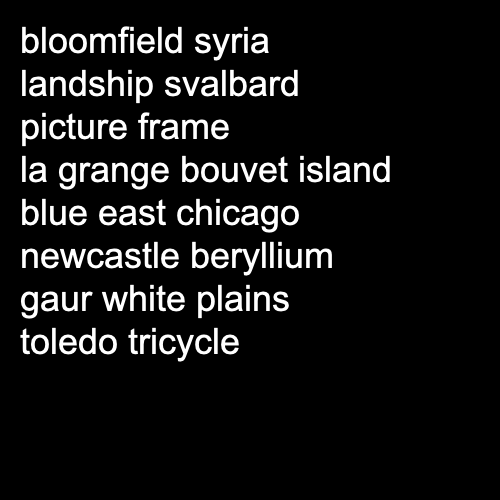 bloomfield syria
landship svalbard
picture frame
la grange bouvet island
blue east chicago
newcastle beryllium
gaur white plains
toledo tricycle